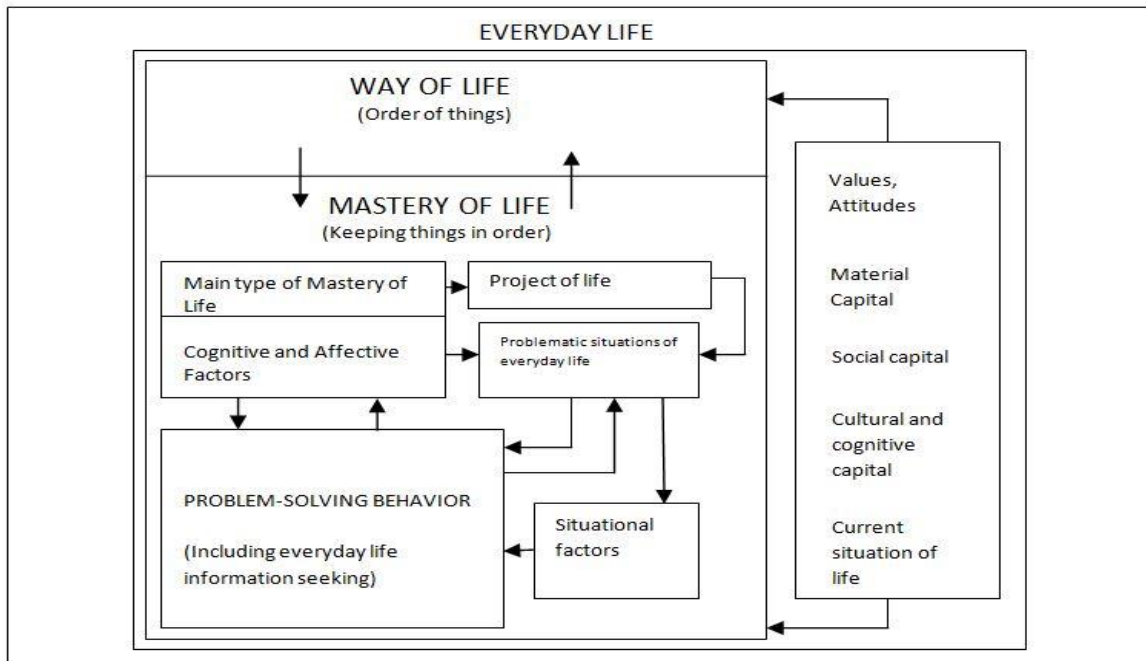 EVERYDAY LIFE
WAY OF LIFE
(Order of things)
MASTERY OF LIFE
(Keeping things in order)
Main type of Mastery of
Life
Project of life
Cognitive and Affective
Factors
Problematic situations of
everyday life
PROBLEM-SOLVING BEHAVIOR
(Including everyday life
information seeking)
Situational
factors
Values,
Attitudes
Material
Capital
Social capital
Cultural and
cognitive
capital
Current
situation of
life